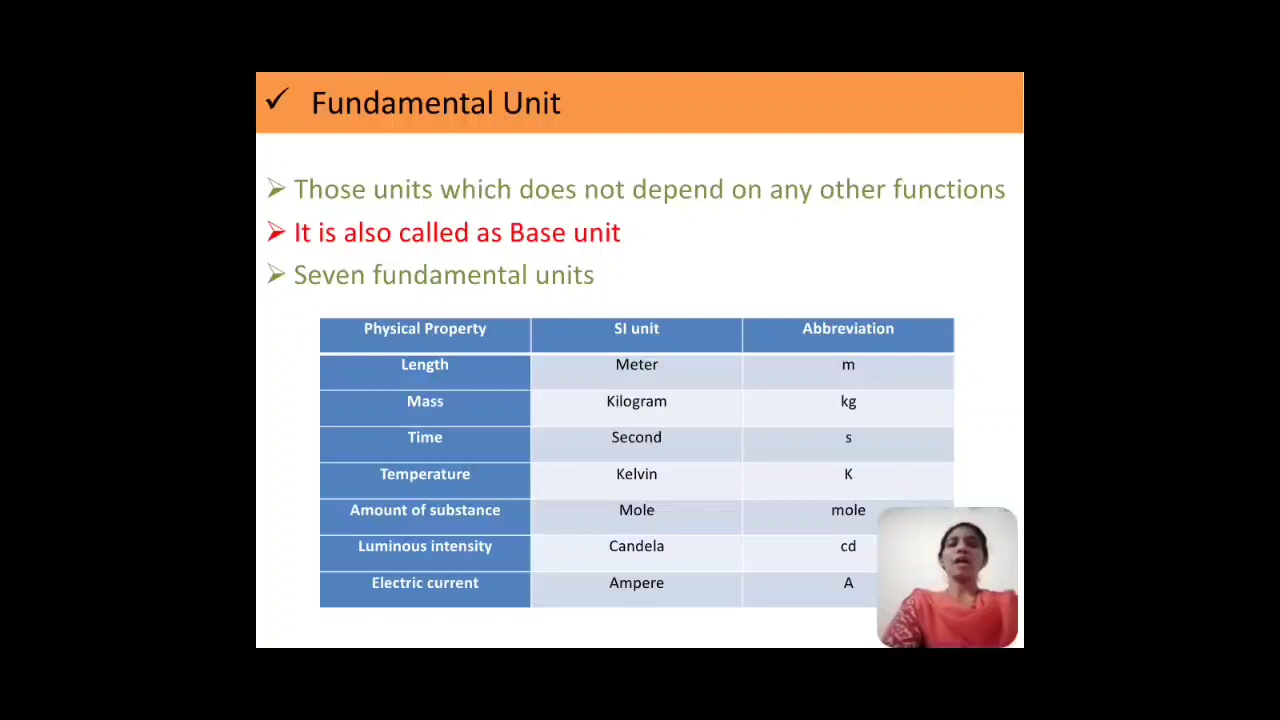 Fundamental Unit
Those units which does not depend on any other functions
It is also called as Base unit
Seven fundamental units
Physical Property SI unit Abbreviation
Length Meter m
Mass Kilogram kg
Time Second s
Temperature Kelvin K
Amount of substance Mole mole
Luminous intensity Candela cd
Electric current Ampere A